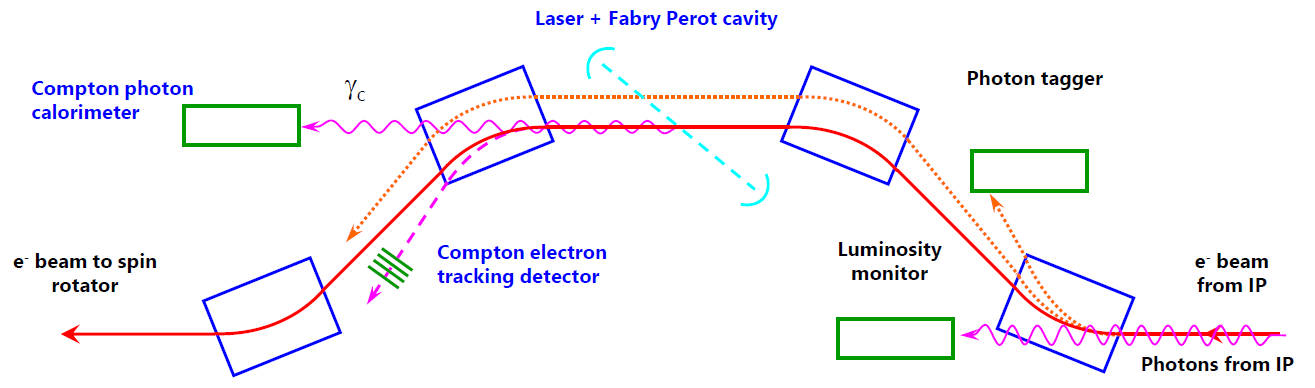 Laser + Fabry Perot cavity
Compton photon
calorimeter
γC
Photon tagger
e- beam to spin
rotator
Compton electron
tracking detector
Luminosity
monitor
e- beam
from IP
Photons from IP